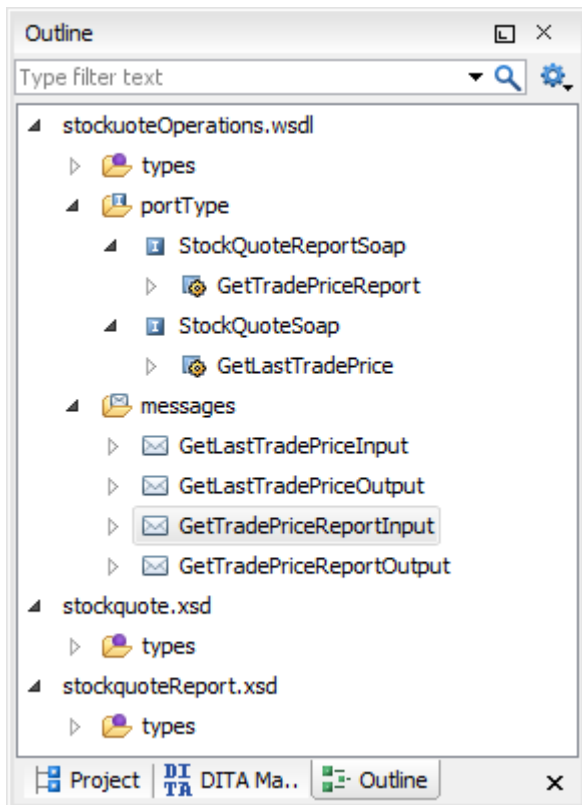 Outline
Type filter text
stockuoteOperations.wsdl
types
portType
StockQuoteReportSoap
GetTradePriceReport
StockQuoteSoap
GetLastTradePrice
messages
GetLastTradePriceInput
GetLastTradePriceOutput
GetTradePriceReportInput
GetTradePriceReportOutput
stockquote.xsd
types
stockquoteReport.xsd
types
Project DITA DITA Ma.. Outline